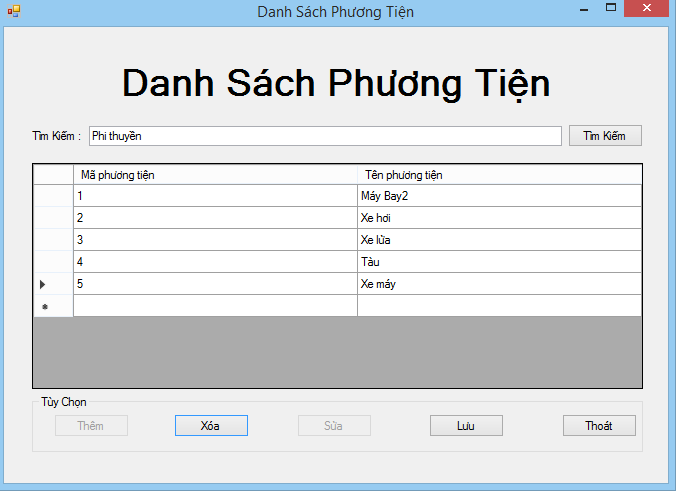 Danh Sách Phương Tiện
Danh Sách Phương Tiện
Tìm Kiếm : Phi thuyền Tìm Kiếm
Mã phương tiện Tên phương tiện
1 Máy Bay2
2 Xe hơi
3 Xe lửa
4 Tàu
5 Xe máy
Tùy Chọn
Thêm Xóa Sửa Lưu Thoát